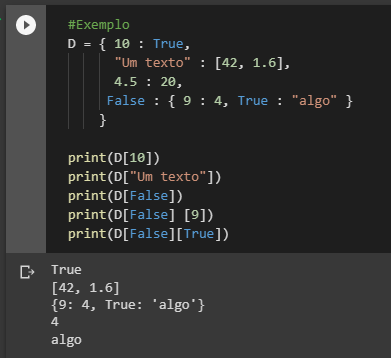 #Exemplo
D = { 10 : True,
"Um texto" : [42, 1.6],
4.5 : 20,
False : { 9 : 4, True : "algo" }
}
print(D[10])
print(D["Um texto"])
print(D[False])
print(D[False] [9])
print(D[False][True])
True
[42, 1.6]
{9: 4, True: 'algo'}
4
algo